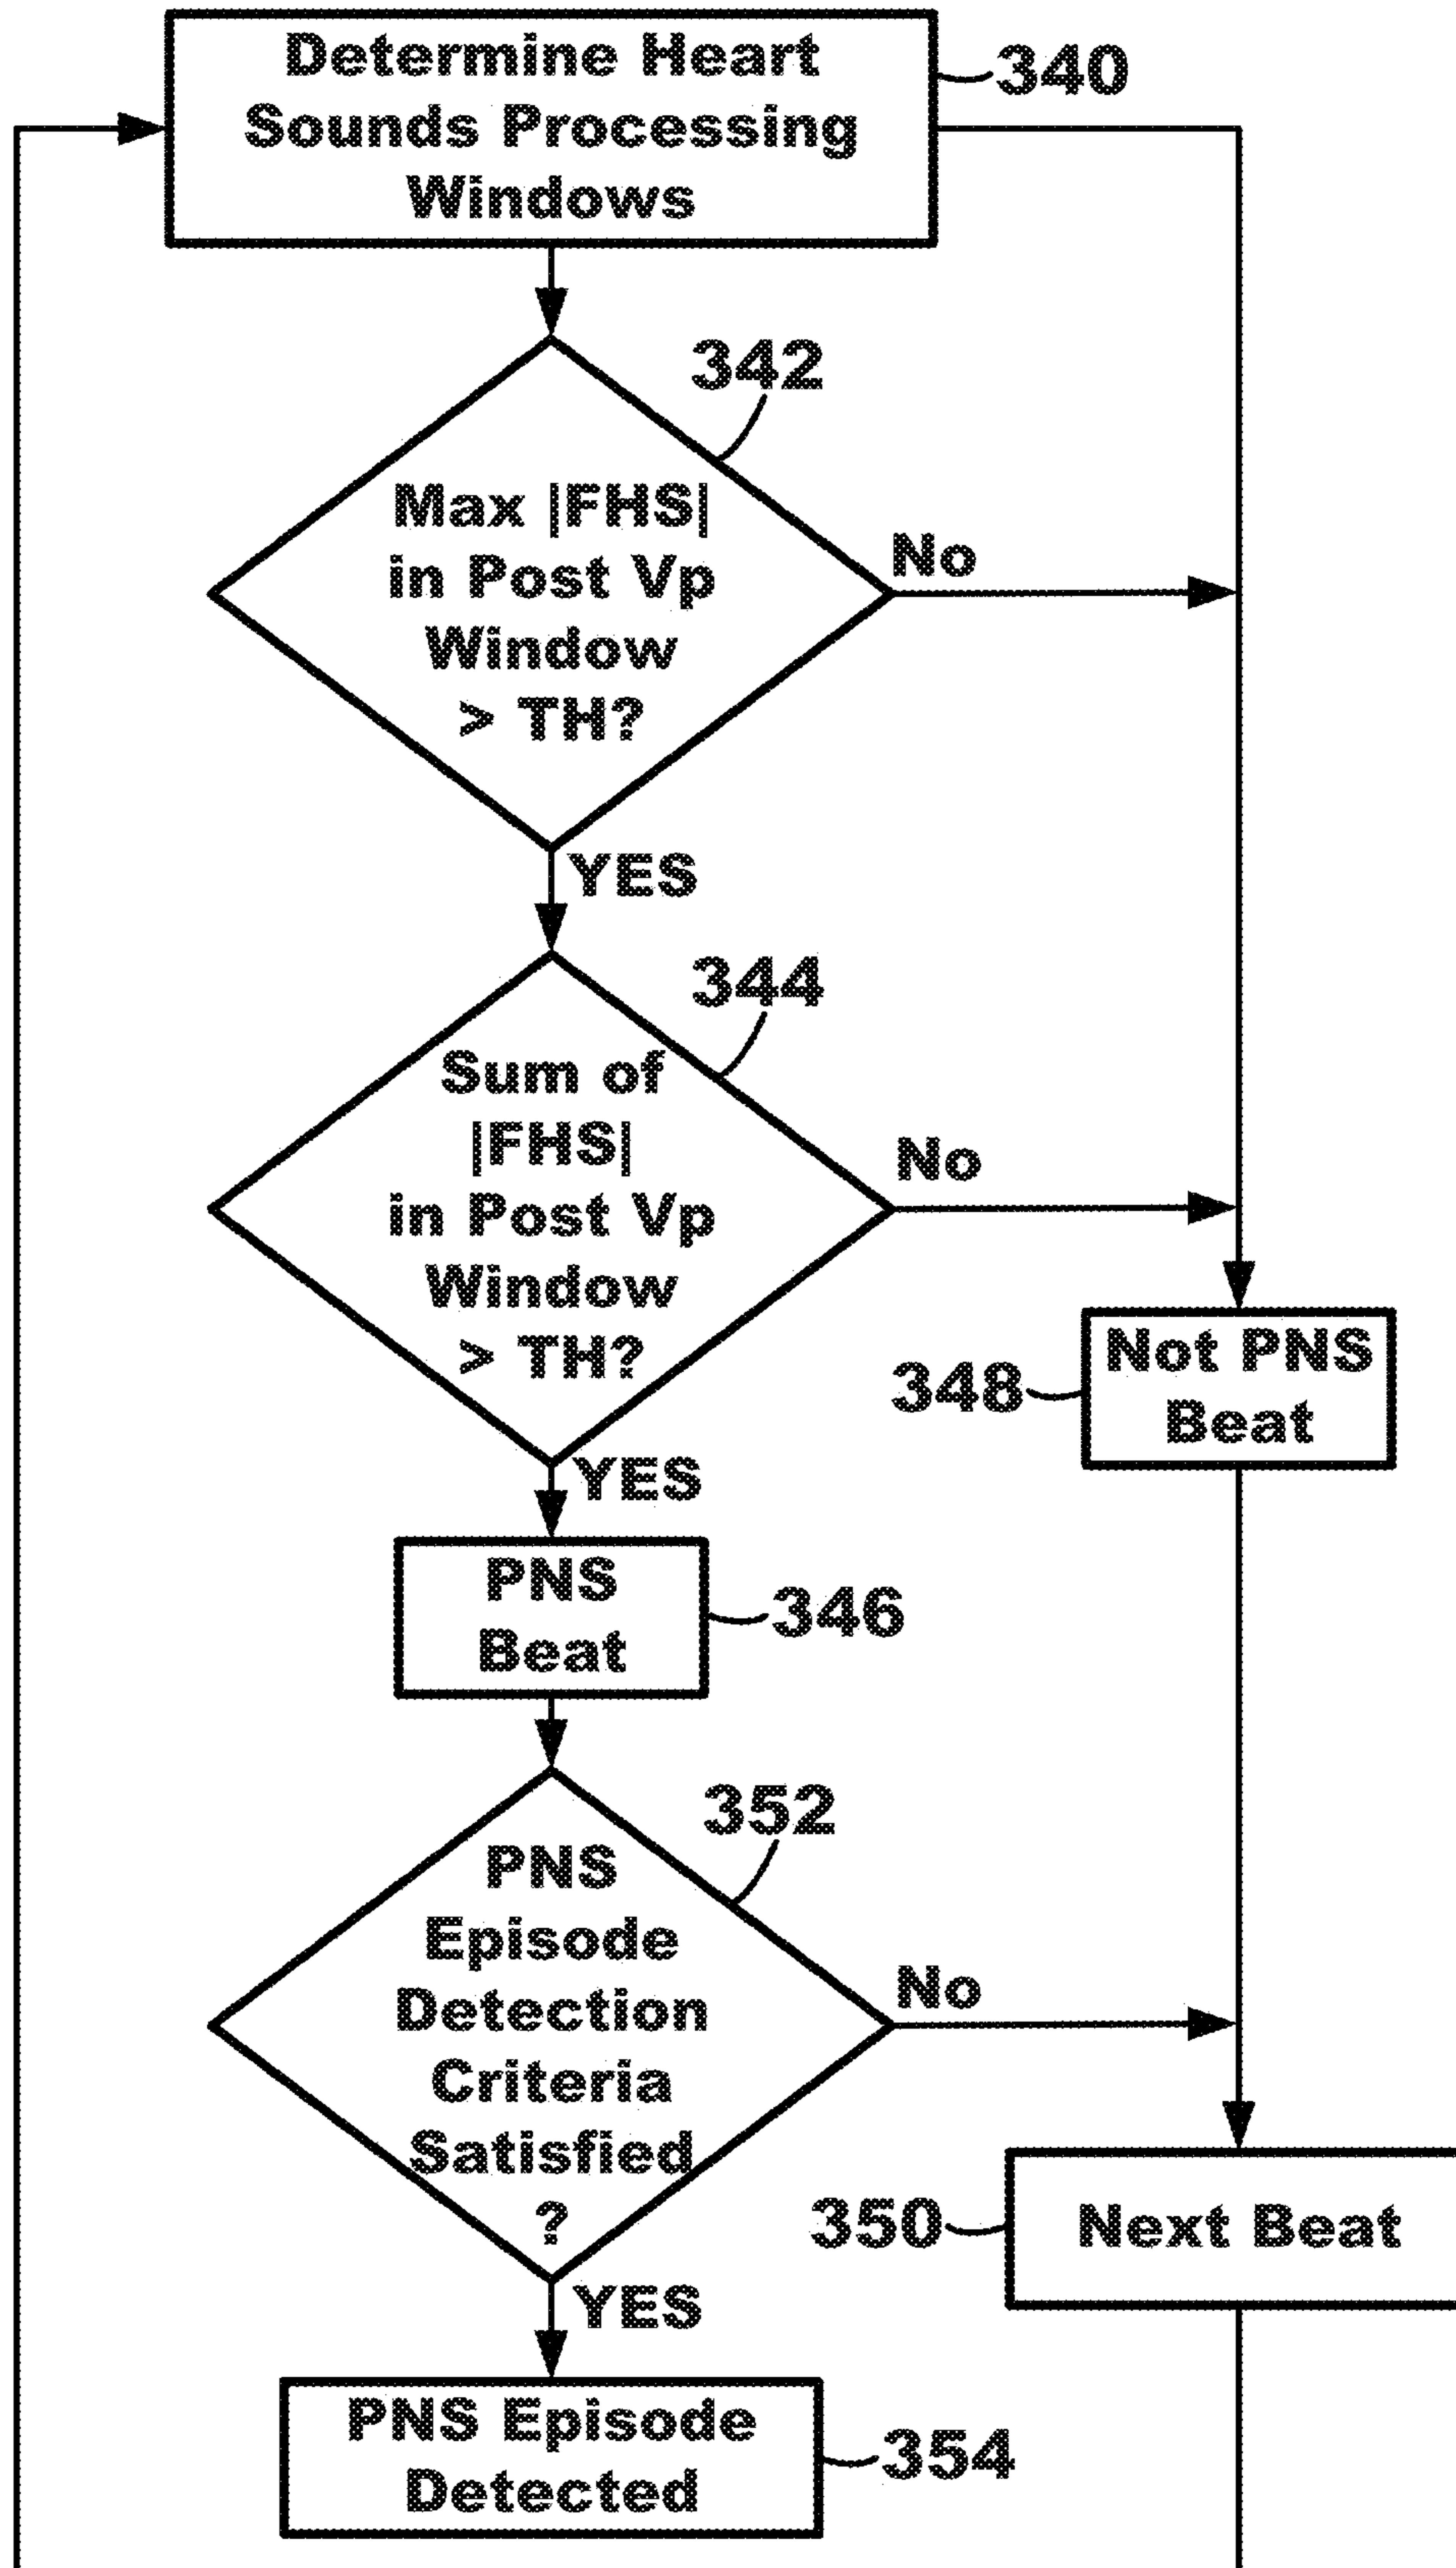 Determine Heart
Sounds Processing
Windows
340
342
Max |FHS|
in Post Vp
Window
> TH?
No
YES
344
Sum of
|FHS|
in Post Vp
Window
> TH?
No
YES
348
Not PNS
Beat
PNS
Beat
346
352
PNS
Episode
Detection
Criteria
Satisfied
?
No
YES
350
Next Beat
PNS Episode
Detected
354